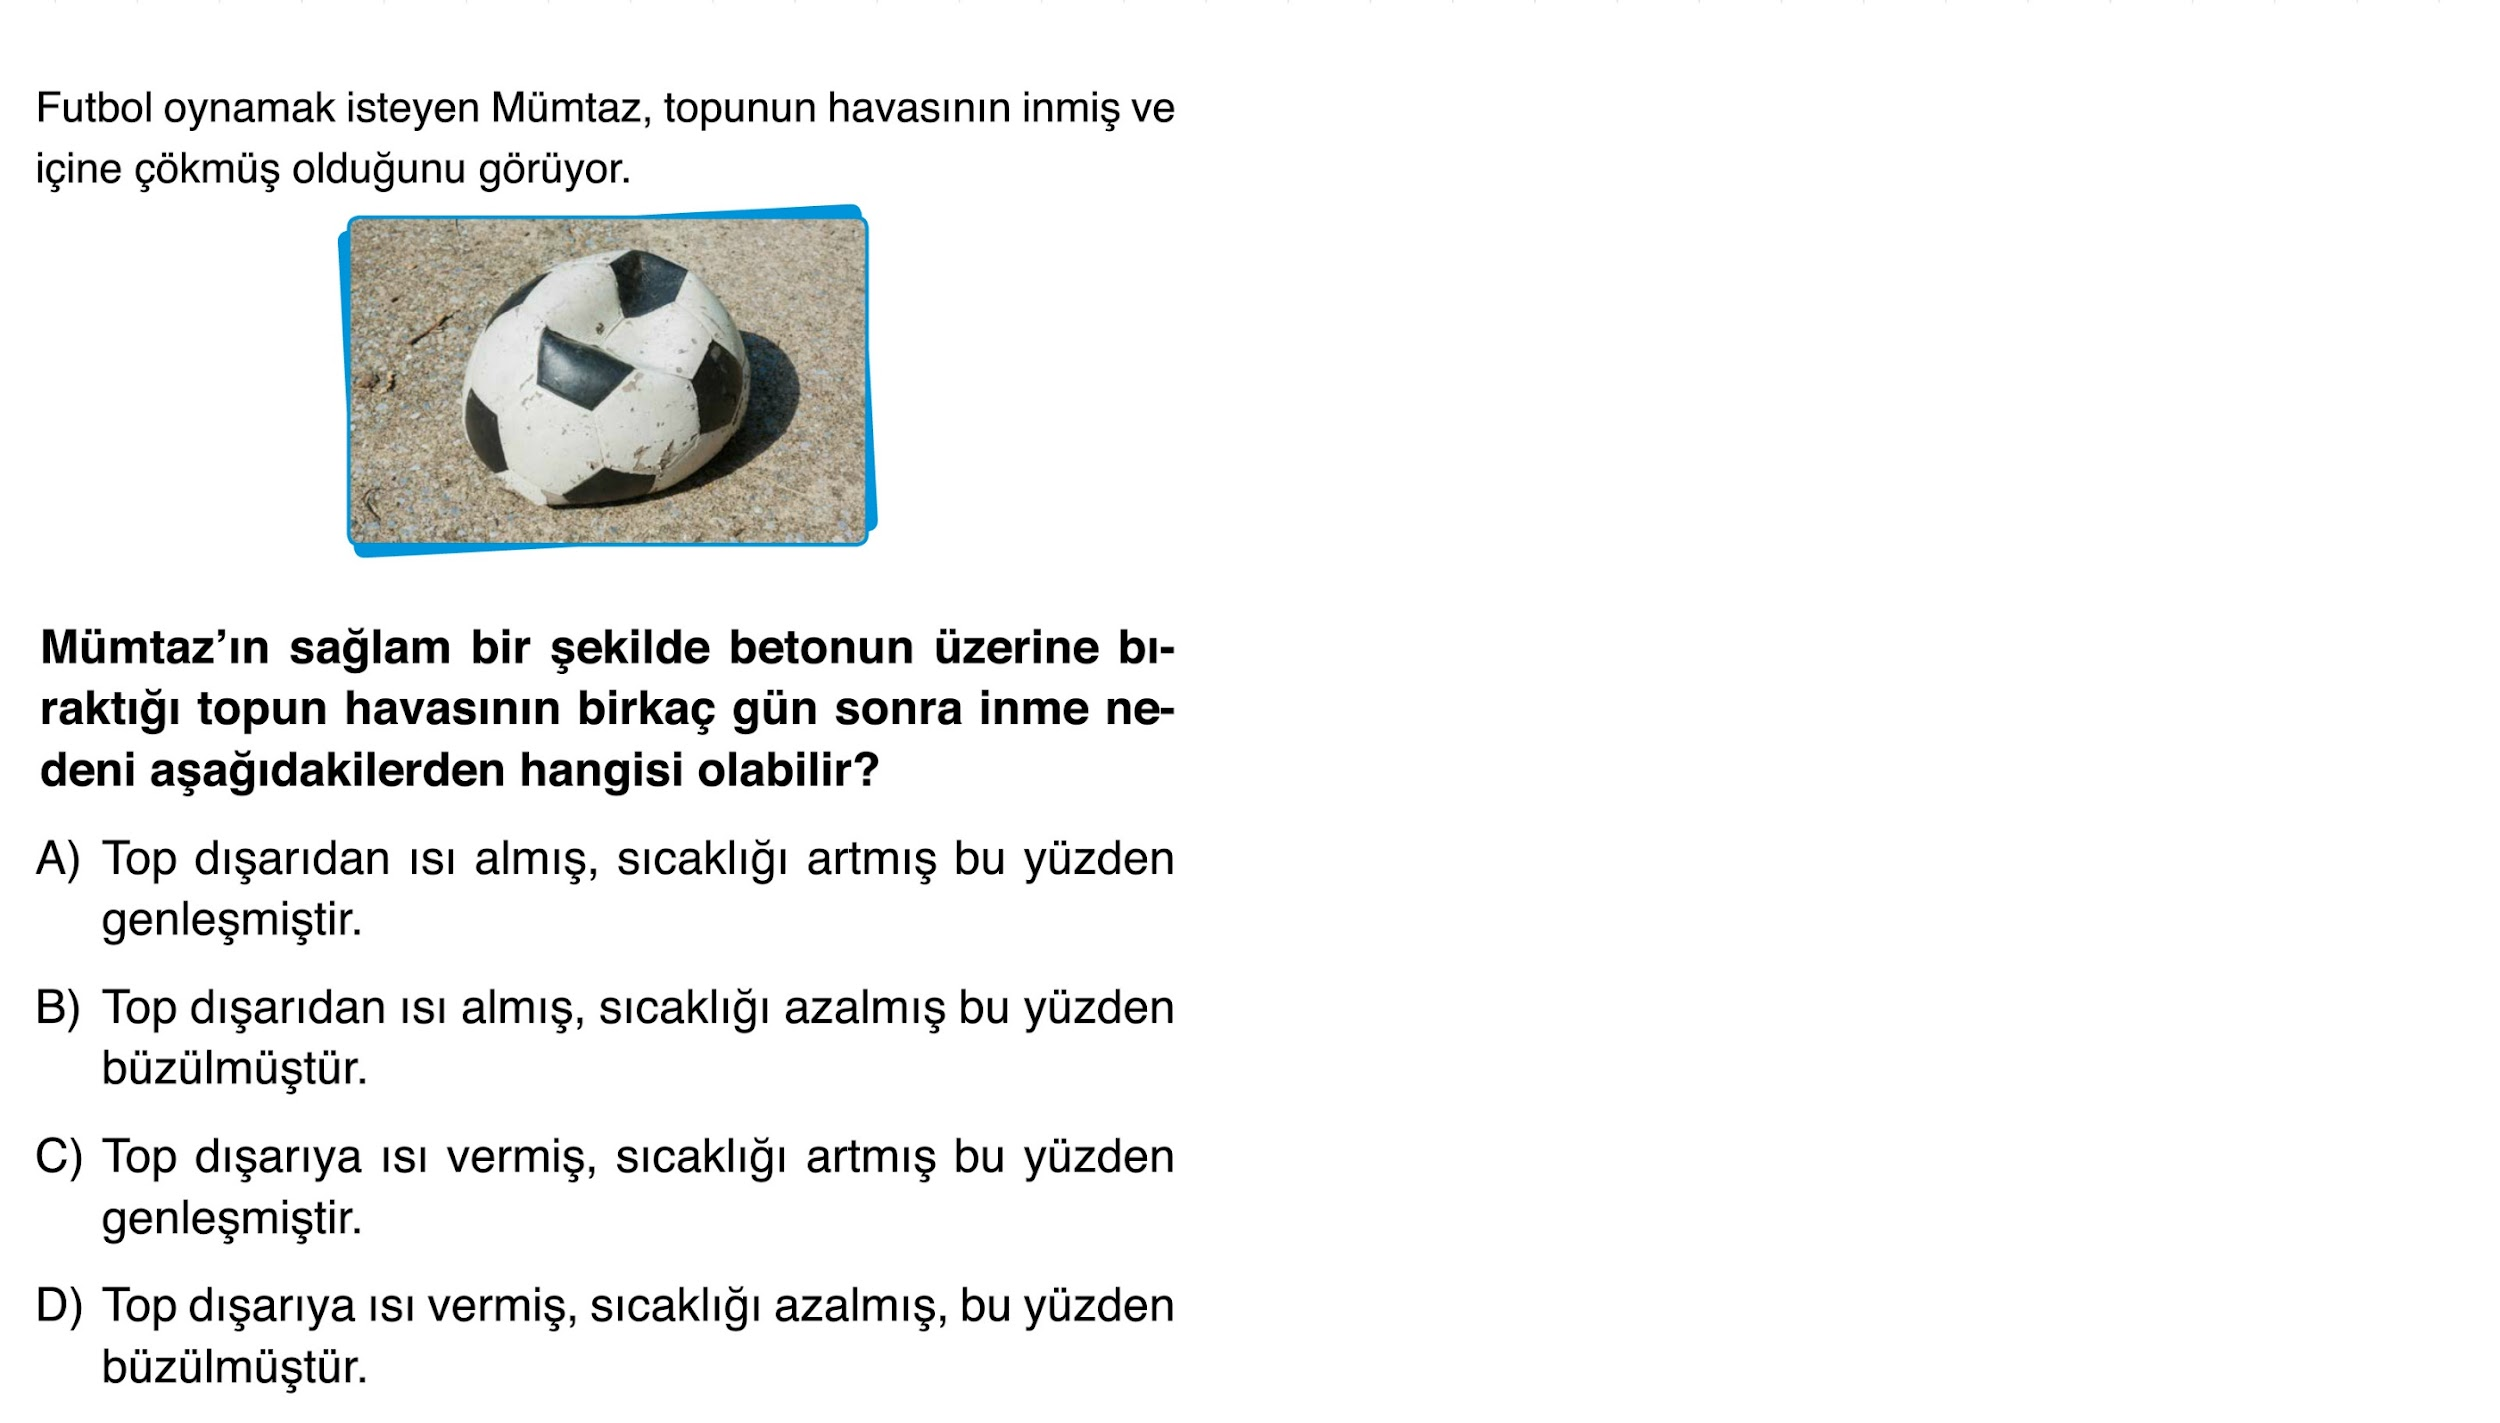 Futbol oynamak isteyen Mümtaz, topunun havasının inmiş ve
içine çökmüş olduğunu görüyor.
Mümtaz’ın sağlam bir şekilde betonun üzerine bı-
raktığı topun havasının birkaç gün sonra inme ne-
deni aşağıdakilerden hangisi olabilir?
A) Top dışarıdan ısı almış, sıcaklığı artmış bu yüzden
genleşmiştir.
B) Top dışarıdan ısı almış, sıcaklığı azalmış bu yüzden
büzülmüştür.
C) Top dışarıya ısı vermiş, sıcaklığı artmış bu yüzden
genleşmiştir.
D) Top dışarıya ısı vermiş, sıcaklığı azalmış, bu yüzden
büzülmüştür.